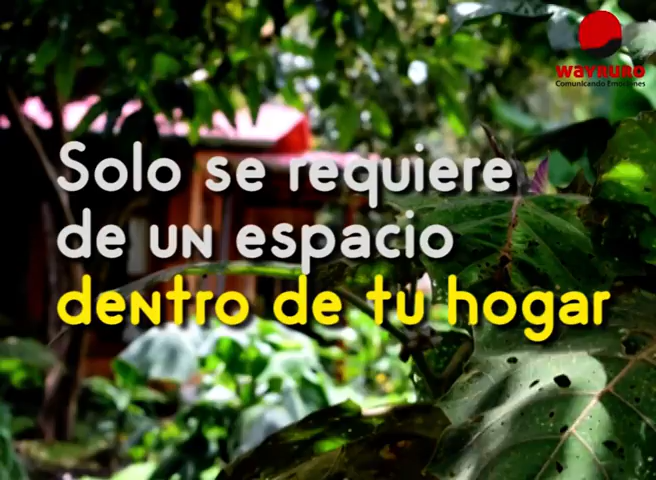 WAYRURO
Comunicando Emociones
Solo se requiere
de un espacio
dentro de tu hogar